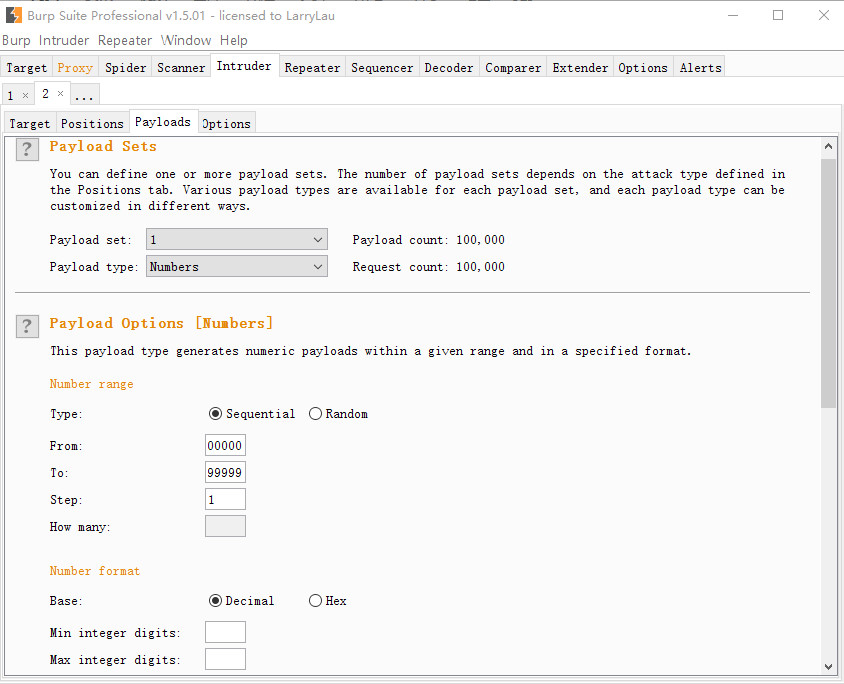 Burp Suite Professional v1.5.01 - licensed to LarryLau
Burp Intruder Repeater Window Help
Target Proxy Spider Scanner Intruder Repeater Sequencer Decoder Comparer Extender Options Alerts
1 × 2 × ...
Target Positions Payloads Options
? Payload Sets
You can define one or more payload sets. The number of payload sets depends on the attack type defined in
the Positions tab. Various payload types are available for each payload set, and each payload type can be
customized in different ways.
Payload set: 1 Payload count: 100,000
Payload type: Numbers Request count: 100,000
? Payload Options [Numbers]
This payload type generates numeric payloads within a given range and in a specified format.
Number range
Type: Sequential Random
From: 00000
To: 99999
Step: 1
How many:
Number format
Base: Decimal Hex
Min integer digits:
Max integer digits: